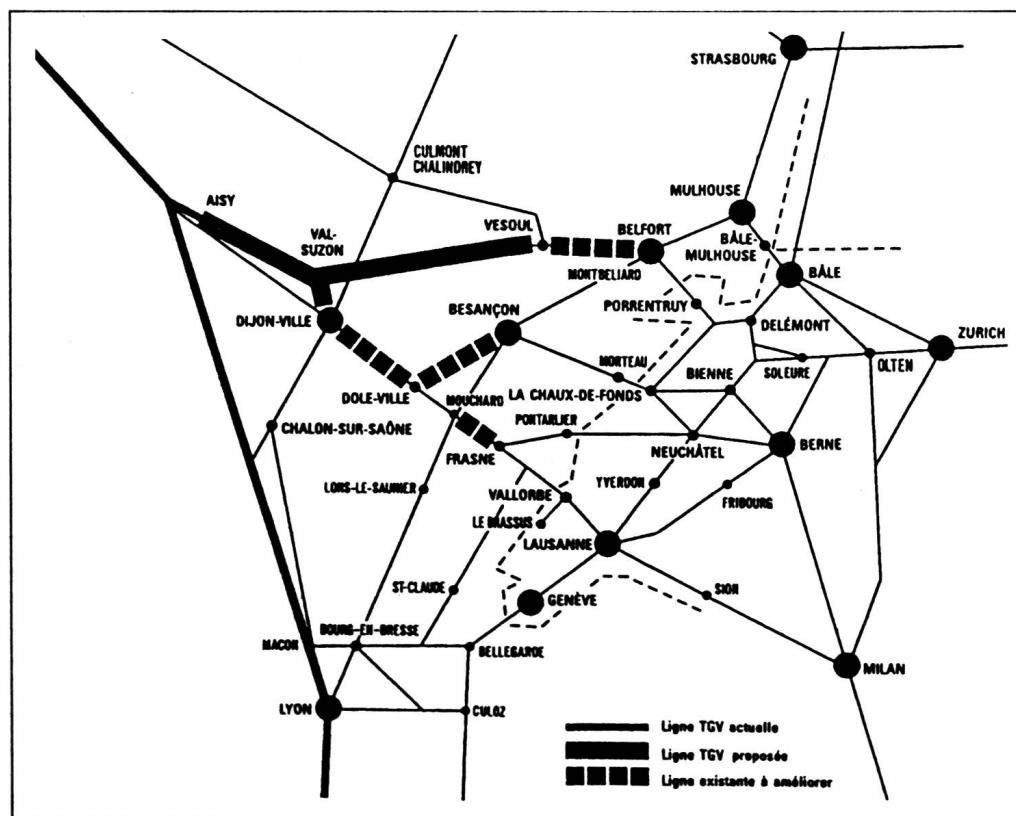 STRASBOURG
CULMONT
CHALINDREY
MULHOUSE
AISY
VAL-
SUZON
VESOUL
BELFORT
BÂLE-
MULHOUSE
BÂLE
MONTBELIARD
PORRENTRUY
DIJON-VILLE
BESANÇON
DELÉMONT
ZURICH
MORTEAU
BIENNE
SOLEURE
OLTEN
DOLE-VILLE
MOUCHARD
LA CHAUX-DE-FONDS
CHALON-SUR-SAÔNE
PONTARLIER
FRASNE
NEUCHÂTEL
BERNE
LONS-LE-SAUNIER
VALLORBE
YVERDON
FRIBOURG
LE BRASSUS
LAUSANNE
ST-CLAUDE
GENÈVE
SION
MACON
BOURG-EN-BRESSE
BELLEGARDE
MILAN
LYON
CULOZ
Ligne TGV actuelle
Ligne TGV proposée
Ligne existante à améliorer